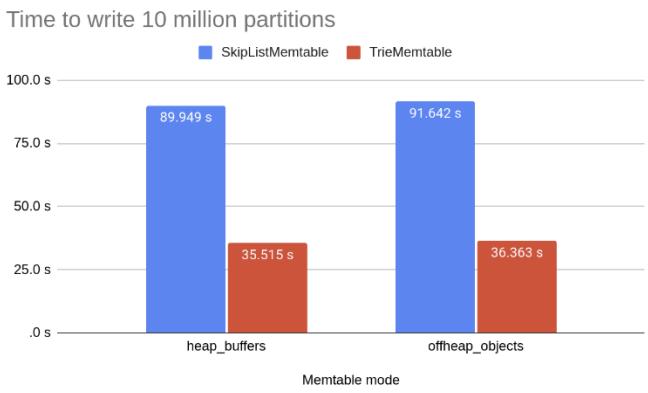 Time to write 10 million partitions
SkipListMemtable TrieMemtable
100.0 s
75.0 s
50.0 s
25.0 s
.0 s
89.949 s
35.515 s
91.642 s
36.363 s
heap_buffers offheap_objects
Memtable mode